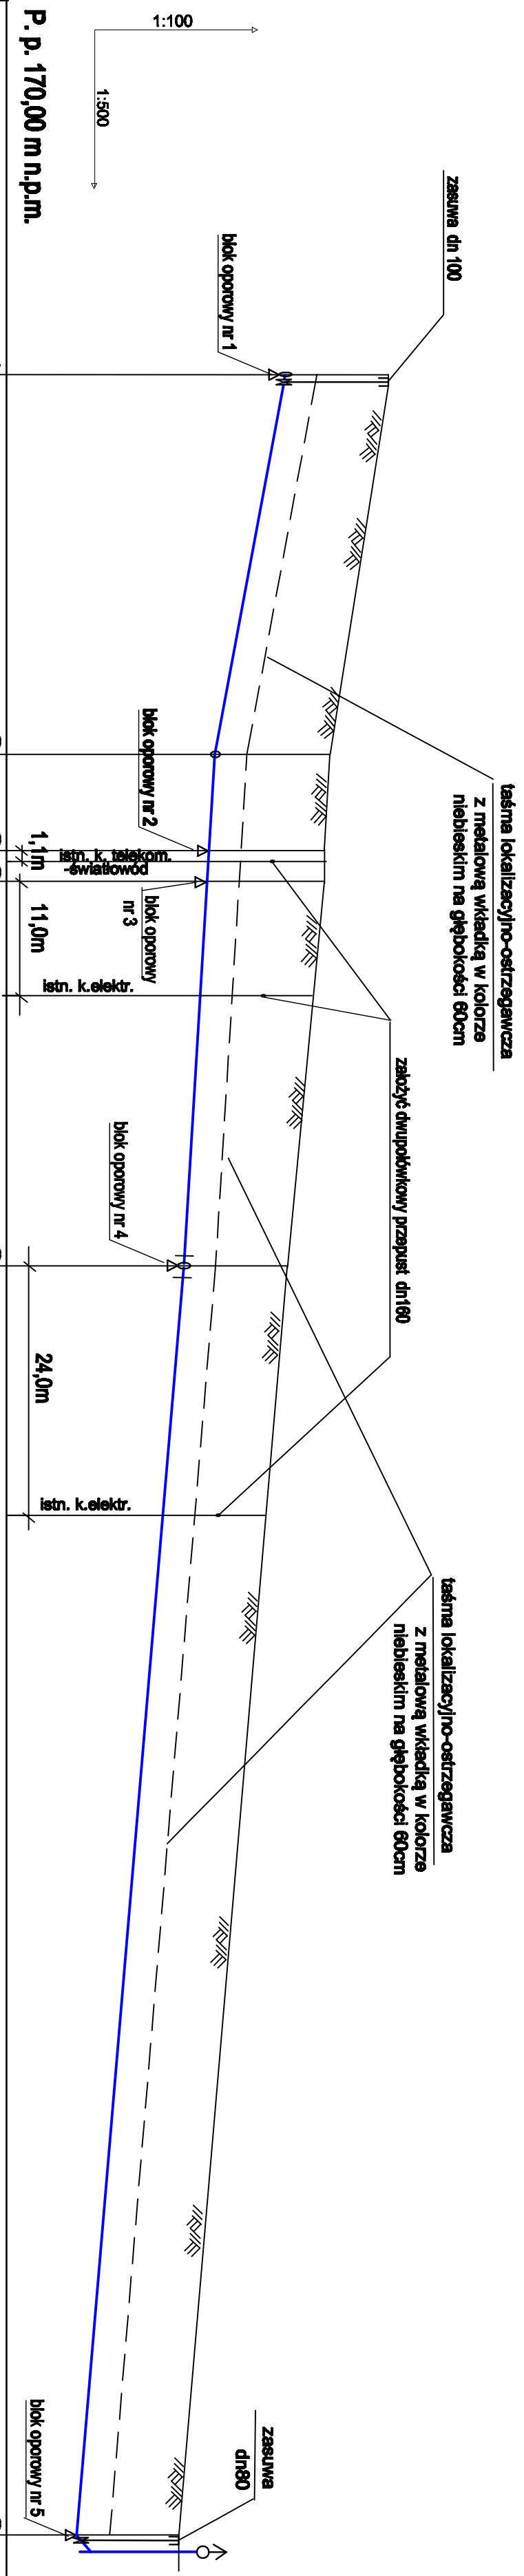 P. p. 170,00 m n.p.m.
1:100
1:500
zasuwa dn 100
blok oporowy nr 1
taśma lokalizacyjno-ostrzegawcza
z metalową wkładką w kolorze
niebieskim na głębokości 60cm
blok oporowy nr 2
1,1m
istn. k. telekom.
-światłowód
blok oporowy
nr 3
11,0m
istn. k.elektr.
założyć dwupołówkowy przepust dn160
blok oporowy nr 4
24,0m
istn. k.elektr.
taśma lokalizacyjno-ostrzegawcza
z metalową wkładką w kolorze
niebieskim na głębokości 60cm
zasuwa
dn80
blok oporowy nr 5